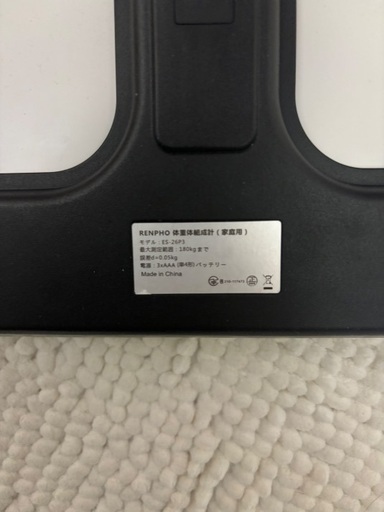 RENPHO 体重体組成計（家庭用）
モデル：ES-26P3
最大測定範囲：180kgまで
誤差d=0.05kg
電源：3xAAA (単4形) バッテリー
Made in China